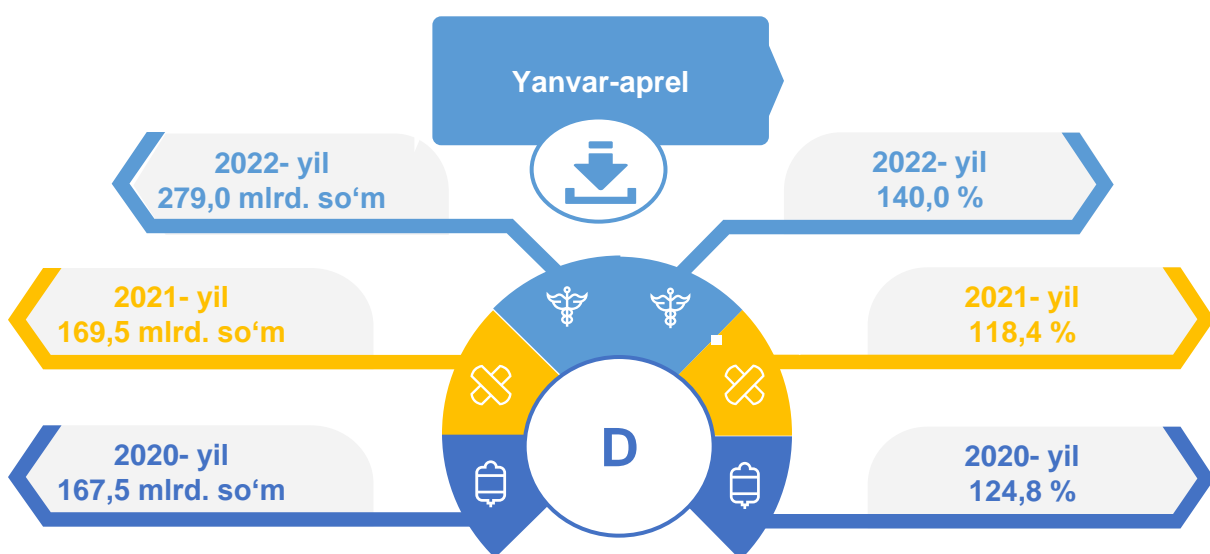 Yanvar-aprel
2022- yil
279,0 mlrd. so‘m
2022- yil
140,0 %
2021- yil
169,5 mlrd. so‘m
2021- yil
118,4 %
2020- yil
167,5 mlrd. so‘m
D
2020- yil
124,8 %